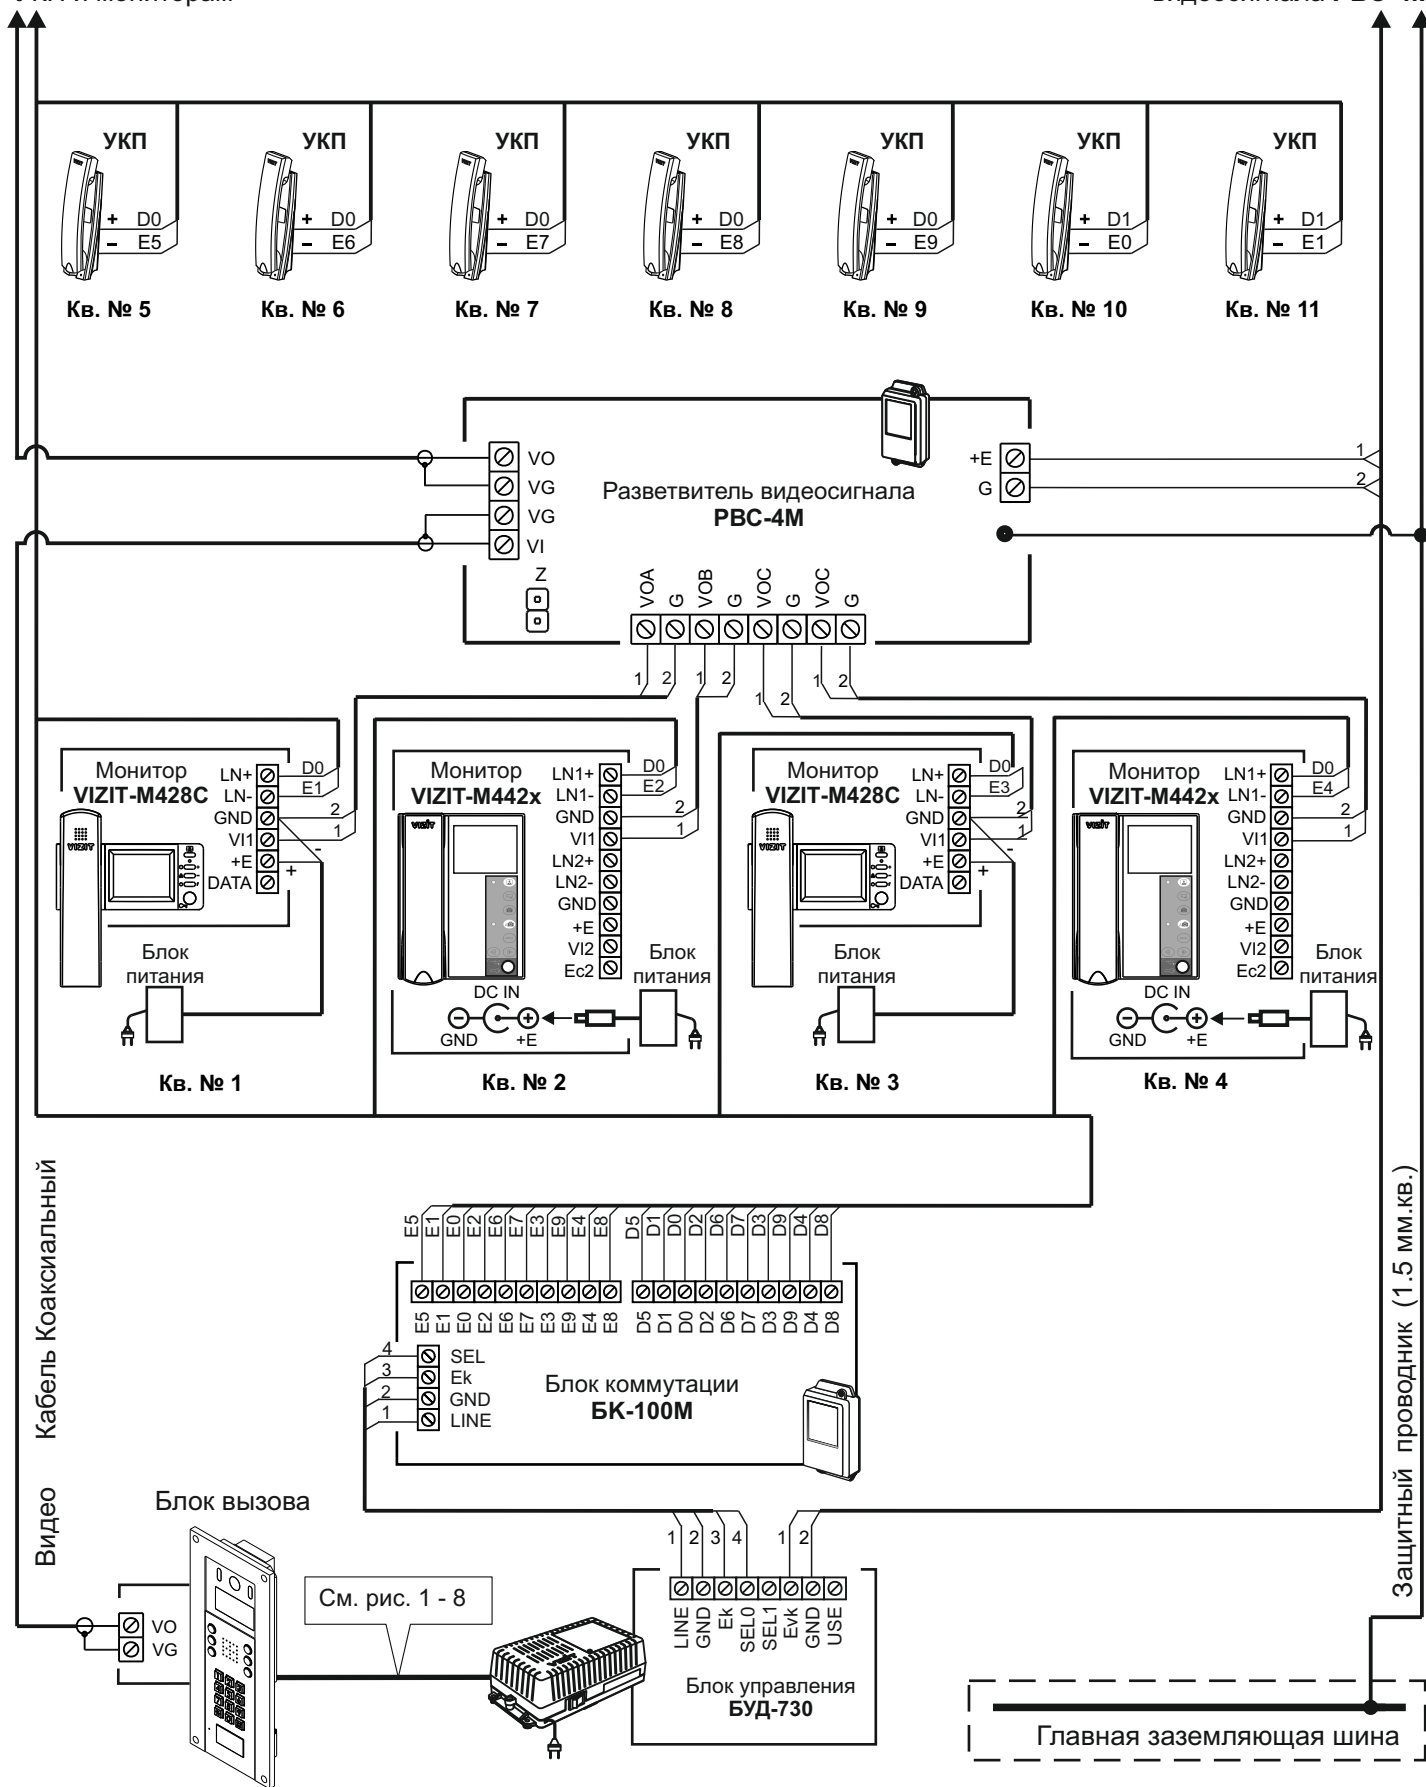 УКП УКП УКП УКП УКП УКП УКП
+ D0 + D0 + D0 + D0 + D0 + D1 + D1
– E5 – E6 – E7 – E8 – E9 – E0 – E1
Кв. № 5 Кв. № 6 Кв. № 7 Кв. № 8 Кв. № 9 Кв. № 10 Кв. № 11
VO
VG
VG
VI
Z
Разветвитель видеосигнала
РВС-4М
+E 1
G 2
VOA G VOB G VOC G VOC G
1 2 1 2 1 2 1 2
Монитор
VIZIT-M428C
VIZIT
LN+ D0
LN- E1
GND 2
VI1 1
+E - +
DATA
Блок
питания
Кв. № 1
Монитор
VIZIT-M442x
VIZIT
LN1+ D0
LN1- E2
GND 2
VI1 1
LN2+
LN2-
GND
+E
VI2
Ec2
Блок
питания
DC IN
GND +E
Кв. № 2
Монитор
VIZIT-M428C
VIZIT
LN+ D0
LN- E3
GND 2
VI1 1
+E - +
DATA
Блок
питания
Кв. № 3
Монитор
VIZIT-M442x
VIZIT
LN1+ D0
LN1- E4
GND 2
VI1 1
LN2+
LN2-
GND
+E
VI2
Ec2
Блок
питания
DC IN
GND +E
Кв. № 4
Видео Кабель Коаксиальный
Защитный проводник (1.5 мм.кв.)
E5 E1 E0 E2 E6 E7 E3 E9 E4 E8 D5 D1 D0 D2 D6 D7 D3 D9 D4 D8
E5 E1 E0 E2 E6 E7 E3 E9 E4 E8 D5 D1 D0 D2 D6 D7 D3 D9 D4 D8
4 SEL
3 Ek
2 GND
1 LINE
Блок коммутации
БК-100М
Блок вызова
VO
VG
См. рис. 1 - 8
1 2 3 4 1 2
LINE GND Ek SEL0 SEL1 Evk GND USE
Блок управления
БУД-730
Главная заземляющая шина